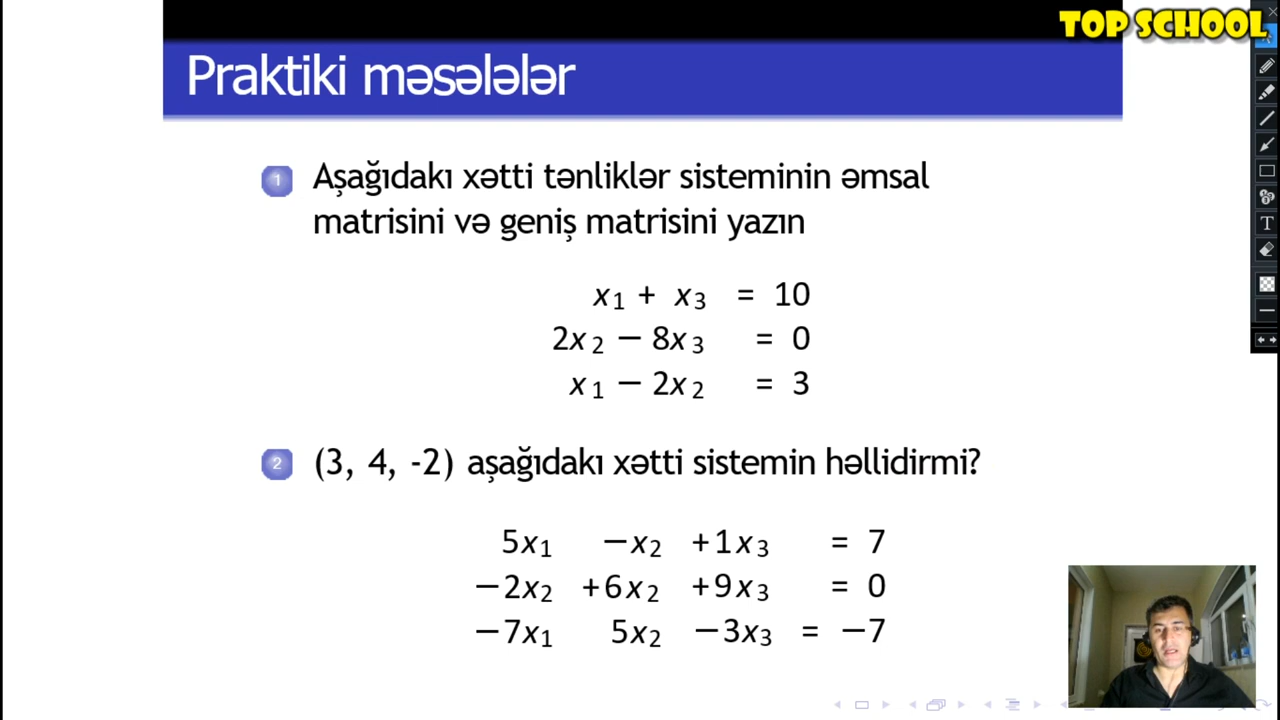 TOP SCHOOL
Praktiki məsələlər
1 Aşağıdakı xətti tənliklər sisteminin əmsal
matrisini və geniş matrisini yazın
x₁ + x₃ = 10
2x₂ − 8x₃ = 0
x₁ − 2x₂ = 3
2 (3, 4, -2) aşağıdakı xətti sistemin həllidirmi?
5x₁ −x₂ +1x₃ = 7
−2x₂ +6x₂ +9x₃ = 0
−7x₁ 5x₂ −3x₃ = −7